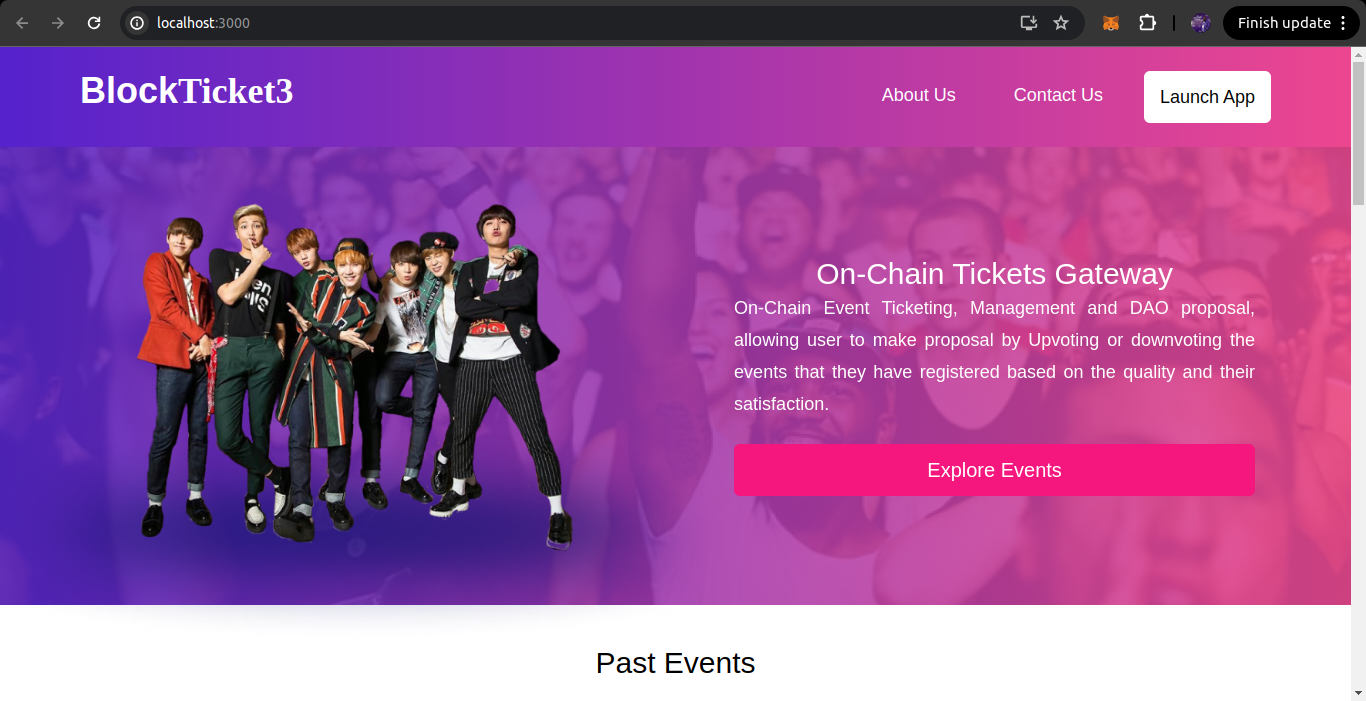 localhost:3000
Finish update
BlockTicket3
About Us
Contact Us
Launch App
On-Chain Tickets Gateway
On-Chain Event Ticketing, Management and DAO proposal,
allowing user to make proposal by Upvoting or downvoting the
events that they have registered based on the quality and their
satisfaction.
Explore Events
Past Events